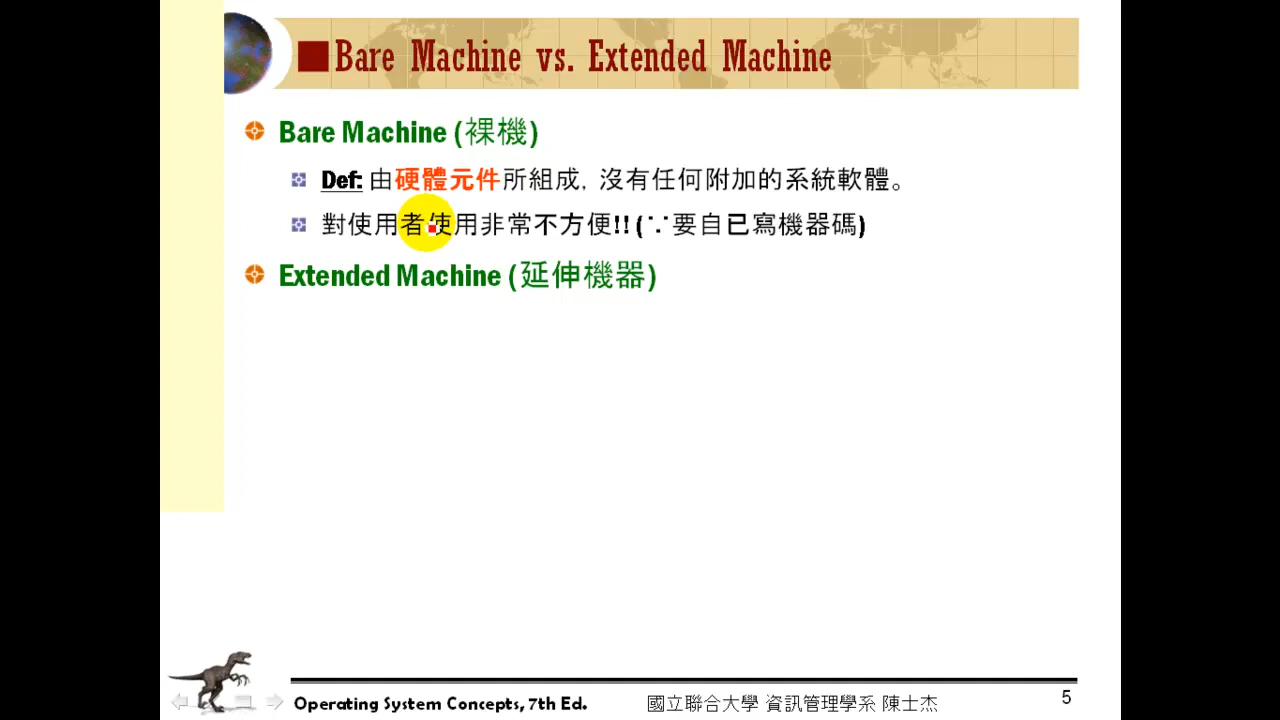 Bare Machine vs. Extended Machine
Bare Machine (裸機)
Def: 由硬體元件所組成, 沒有任何附加的系統軟體。
對使用者使用非常不方便!! (∵要自已寫機器碼)
Extended Machine (延伸機器)
Operating System Concepts, 7th Ed. 國立聯合大學 資訊管理學系 陳士杰 5